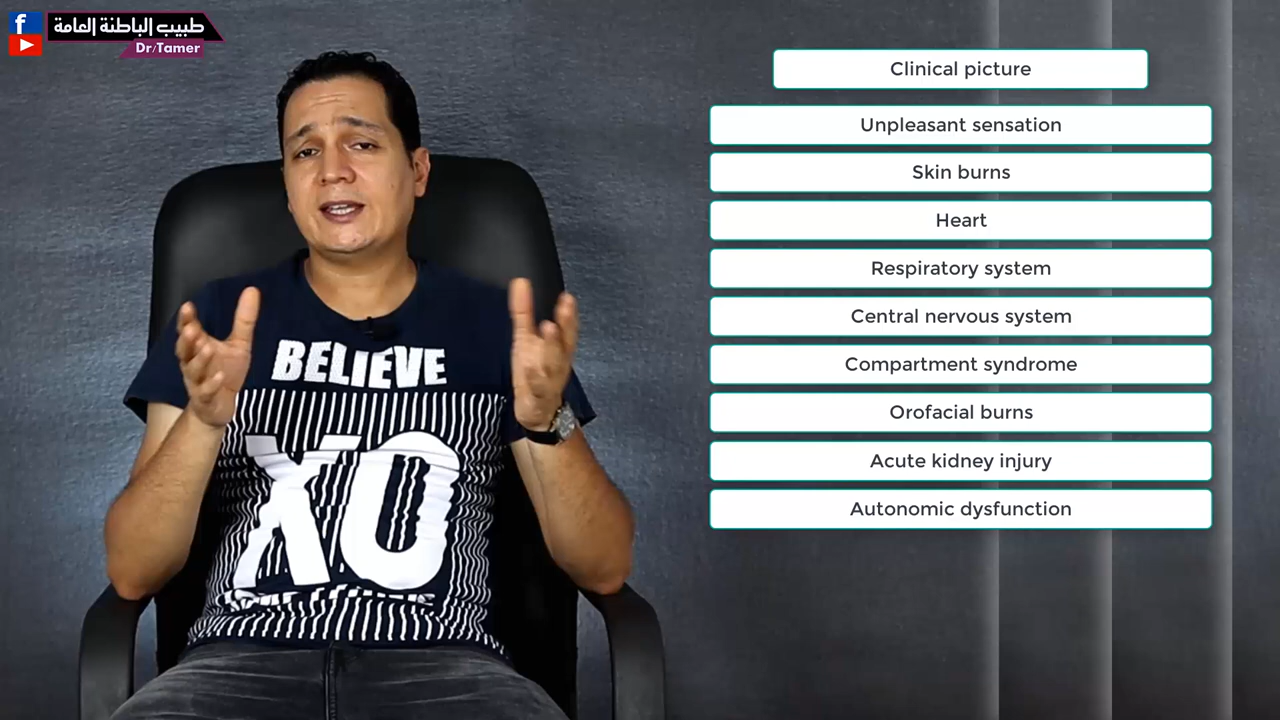 طبيب الباطنة العامة
Dr/Tamer
Clinical picture
Unpleasant sensation
Skin burns
Heart
Respiratory system
Central nervous system
Compartment syndrome
Orofacial burns
Acute kidney injury
Autonomic dysfunction
BELIEVE
XO